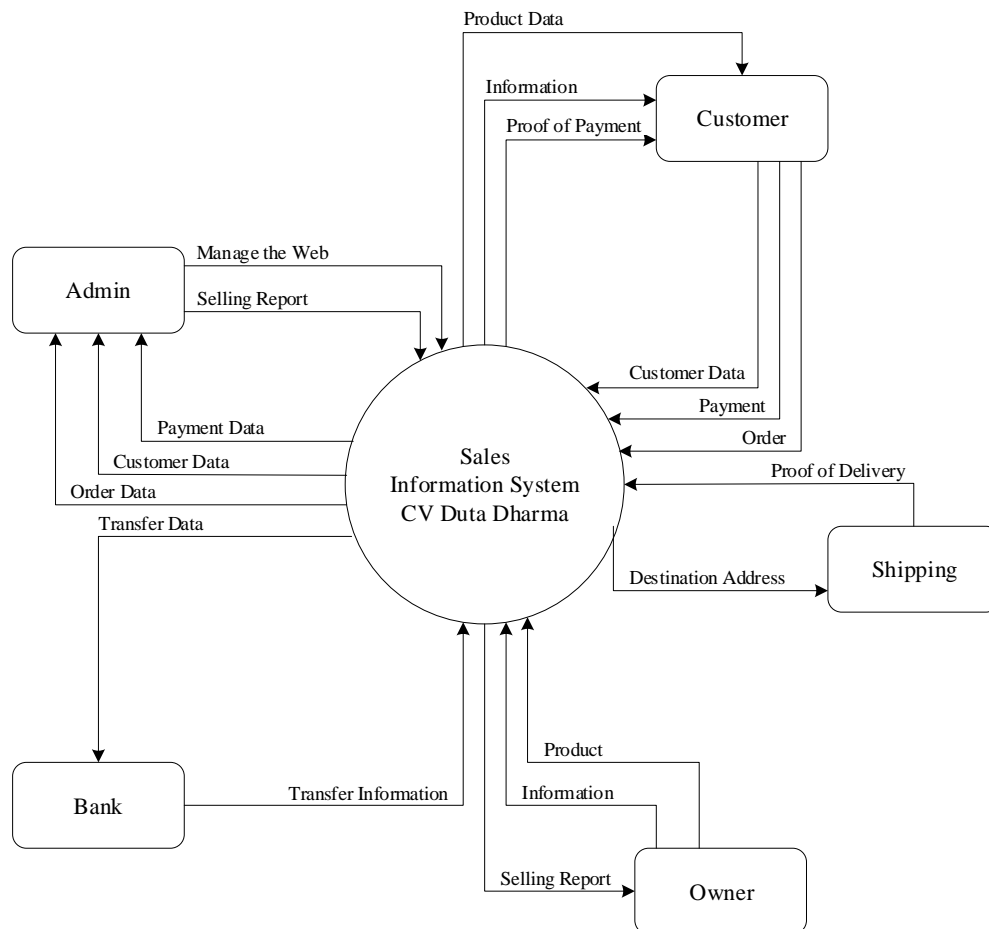 Product Data
Information
Customer
Proof of Payment
Manage the Web
Admin
Selling Report
Customer Data
Payment
Payment Data
Order
Sales
Information System
CV Duta Dharma
Customer Data
Proof of Delivery
Order Data
Transfer Data
Shipping
Destination Address
Product
Bank
Transfer Information
Information
Selling Report
Owner